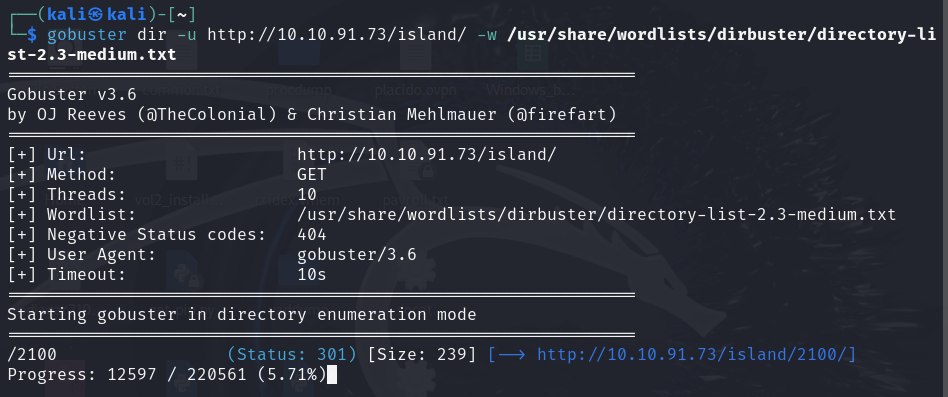 ┌──(kali㉿kali)-[~]
└─$ gobuster dir -u http://10.10.91.73/island/ -w /usr/share/wordlists/dirbuster/directory-li
st-2.3-medium.txt
===============================================================
Gobuster v3.6
by OJ Reeves (@TheColonial) & Christian Mehlmauer (@firefart)
===============================================================
[+] Url:                     http://10.10.91.73/island/
[+] Method:                  GET
[+] Threads:                 10
[+] Wordlist:                /usr/share/wordlists/dirbuster/directory-list-2.3-medium.txt
[+] Negative Status codes:   404
[+] User Agent:              gobuster/3.6
[+] Timeout:                 10s
===============================================================
Starting gobuster in directory enumeration mode
===============================================================
/2100                 (Status: 301) [Size: 239] [--> http://10.10.91.73/island/2100/]
Progress: 12597 / 220561 (5.71%)